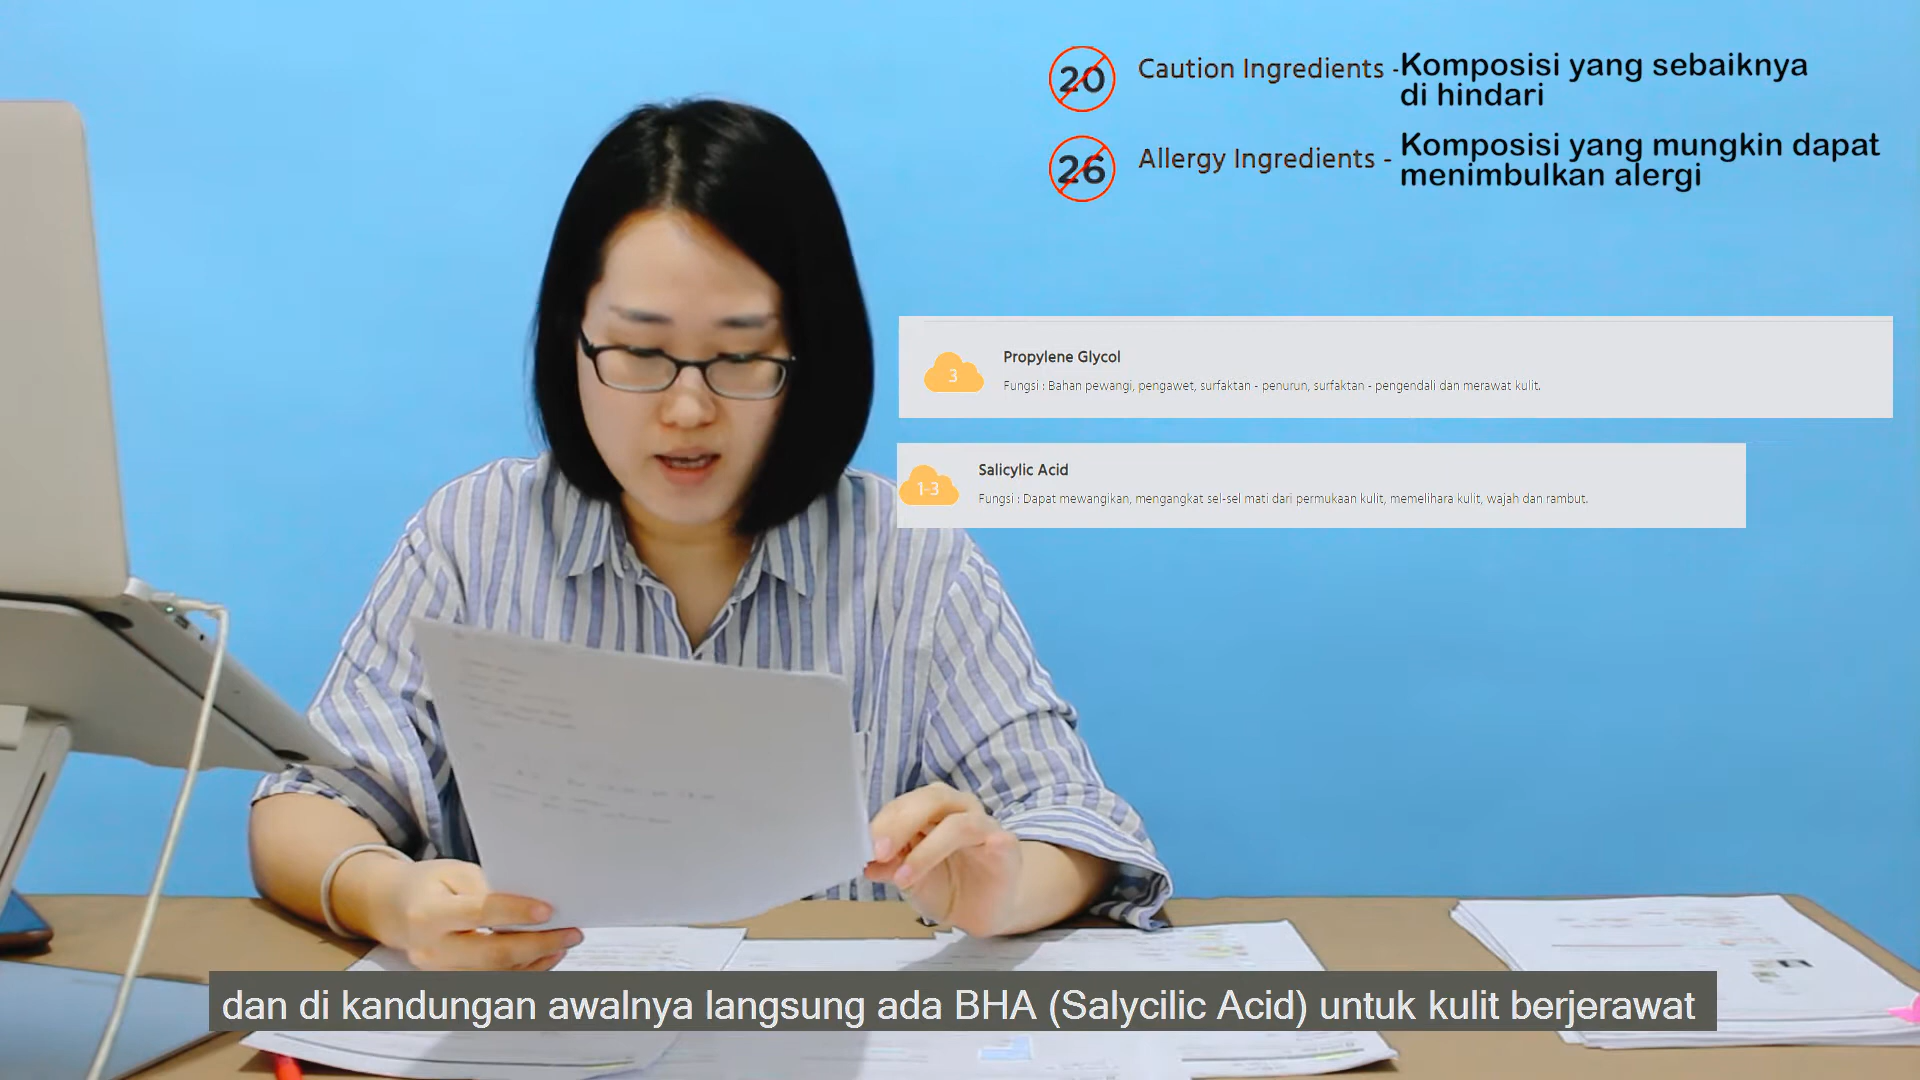 20 Caution Ingredients - Komposisi yang sebaiknya
di hindari
26 Allergy Ingredients - Komposisi yang mungkin dapat
menimbulkan alergi
3 Propylene Glycol
Fungsi : Bahan pewangi, pengawet, surfaktan - penurun, surfaktan - pengendali dan merawat kulit.
1-3 Salicylic Acid
Fungsi : Dapat mewangikan, mengangkat sel-sel mati dari permukaan kulit, memelihara kulit, wajah dan rambut.
dan di kandungan awalnya langsung ada BHA (Salycilic Acid) untuk kulit berjerawat